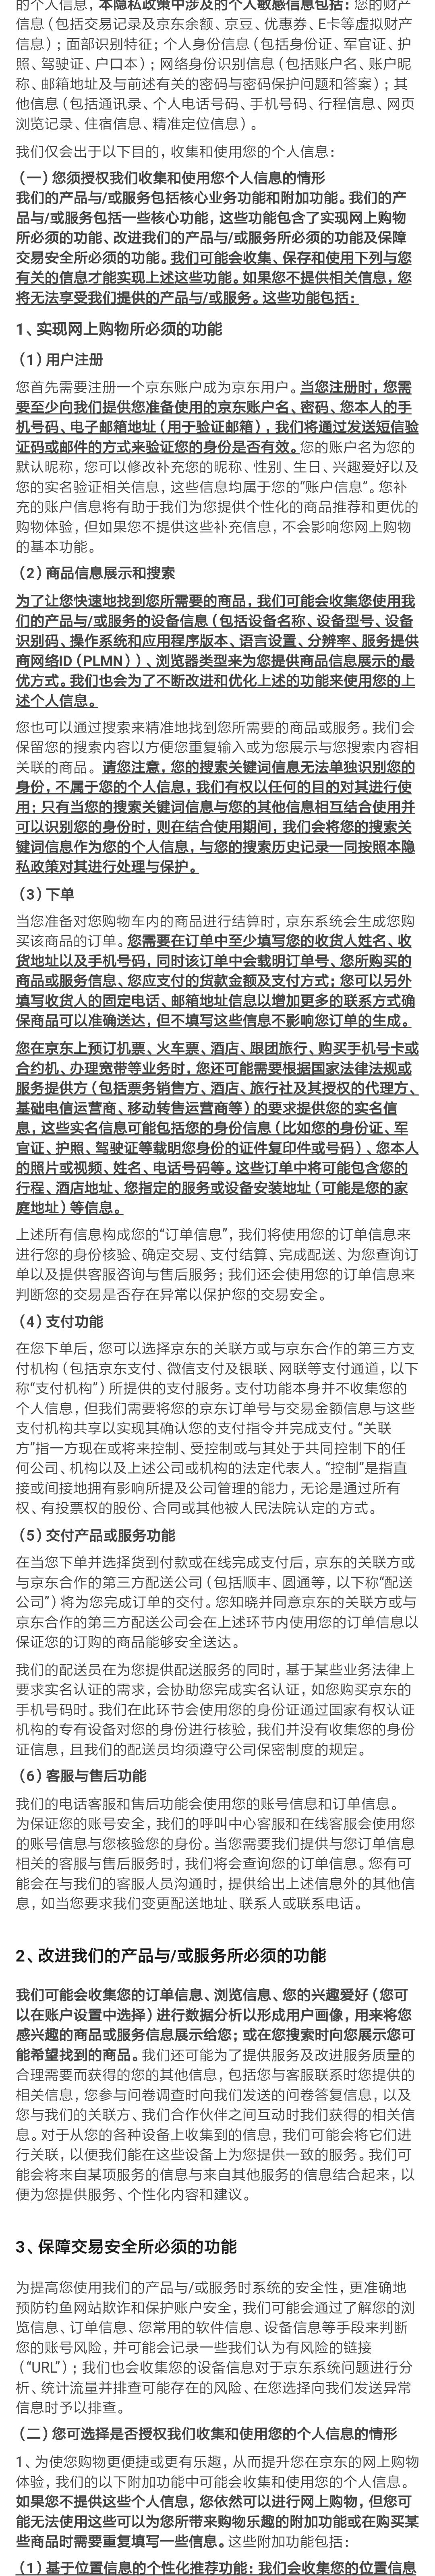 的个人信息，本隐私政策中涉及的个人敏感信息包括：您的财产
信息（包括交易记录及京东余额、京豆、优惠券、E卡等虚拟财产
信息）；面部识别特征；个人身份信息（包括身份证、军官证、护
照、驾驶证、户口本）；网络身份识别信息（包括账户名、账户昵
称、邮箱地址及与前述有关的密码与密码保护问题和答案）；其
他信息（包括通讯录、个人电话号码、手机号码、行程信息、网页
浏览记录、住宿信息、精准定位信息）。
我们仅会出于以下目的，收集和使用您的个人信息：
（一）您须授权我们收集和使用您个人信息的情形
我们的产品与/或服务包括核心业务功能和附加功能。我们的产
品与/或服务包括一些核心功能，这些功能包含了实现网上购物
所必须的功能、改进我们的产品与/或服务所必须的功能及保障
交易安全所必须的功能。我们可能会收集、保存和使用下列与您
有关的信息才能实现上述这些功能。如果您不提供相关信息，您
将无法享受我们提供的产品与/或服务。这些功能包括：
1、实现网上购物所必须的功能
（1）用户注册
您首先需要注册一个京东账户成为京东用户。当您注册时，您需
要至少向我们提供您准备使用的京东账户名、密码、您本人的手
机号码、电子邮箱地址（用于验证邮箱），我们将通过发送短信验
证码或邮件的方式来验证您的身份是否有效。您的账户名为您的
默认昵称，您可以修改补充您的昵称、性别、生日、兴趣爱好以及
您的实名验证相关信息，这些信息均属于您的“账户信息”。您补
充的账户信息将有助于我们为您提供个性化的商品推荐和更优的
购物体验，但如果您不提供这些补充信息，不会影响您网上购物
的基本功能。
（2）商品信息展示和搜索
为了让您快速地找到您所需要的商品，我们可能会收集您使用我
们的产品与/或服务的设备信息（包括设备名称、设备型号、设备
识别码、操作系统和应用程序版本、语言设置、分辨率、服务提供
商网络ID（PLMN））、浏览器类型来为您提供商品信息展示的最
优方式。我们也会为了不断改进和优化上述的功能来使用您的上
述个人信息。
您也可以通过搜索来精准地找到您所需要的商品或服务。我们会
保留您的搜索内容以方便您重复输入或为您展示与您搜索内容相
关联的商品。请您注意，您的搜索关键词信息无法单独识别您的
身份，不属于您的个人信息，我们有权以任何的目的对其进行使
用；只有当您的搜索关键词信息与您的其他信息相互结合使用并
可以识别您的身份时，则在结合使用期间，我们会将您的搜索关
键词信息作为您的个人信息，与您的搜索历史记录一同按照本隐
私政策对其进行处理与保护。
（3）下单
当您准备对您购物车内的商品进行结算时，京东系统会生成您购
买该商品的订单。您需要在订单中至少填写您的收货人姓名、收
货地址以及手机号码，同时该订单中会载明订单号、您所购买的
商品或服务信息、您应支付的货款金额及支付方式；您可以另外
填写收货人的固定电话、邮箱地址信息以增加更多的联系方式确
保商品可以准确送达，但不填写这些信息不影响您订单的生成。
您在京东上预订机票、火车票、酒店、跟团旅行、购买手机号卡或
合约机、办理宽带等业务时，您还可能需要根据国家法律法规或
服务提供方（包括票务销售方、酒店、旅行社及其授权的代理方、
基础电信运营商、移动转售运营商等）的要求提供您的实名信
息，这些实名信息可能包括您的身份信息（比如您的身份证、军
官证、护照、驾驶证等载明您身份的证件复印件或号码）、您本人
的照片或视频、姓名、电话号码等。这些订单中将可能包含您的
行程、酒店地址、您指定的服务或设备安装地址（可能是您的家
庭地址）等信息。
上述所有信息构成您的“订单信息”，我们将使用您的订单信息来
进行您的身份核验、确定交易、支付结算、完成配送、为您查询订
单以及提供客服咨询与售后服务；我们还会使用您的订单信息来
判断您的交易是否存在异常以保护您的交易安全。
（4）支付功能
在您下单后，您可以选择京东的关联方或与京东合作的第三方支
付机构（包括京东支付、微信支付及银联、网联等支付通道，以下
称“支付机构”）所提供的支付服务。支付功能本身并不收集您的
个人信息，但我们需要将您的京东订单号与交易金额信息与这些
支付机构共享以实现其确认您的支付指令并完成支付。“关联
方”指一方现在或将来控制、受控制或与其处于共同控制下的任
何公司、机构以及上述公司或机构的法定代表人。“控制”是指直
接或间接地拥有影响所提及公司管理的能力，无论是通过所有
权、有投票权的股份、合同或其他被人民法院认定的方式。
（5）交付产品或服务功能
在当您下单并选择货到付款或在线完成支付后，京东的关联方或
与京东合作的第三方配送公司（包括顺丰、圆通等，以下称“配送
公司”）将为您完成订单的交付。您知晓并同意京东的关联方或与
京东合作的第三方配送公司会在上述环节内使用您的订单信息以
保证您的订购的商品能够安全送达。
我们的配送员在为您提供配送服务的同时，基于某些业务法律上
要求实名认证的需求，会协助您完成实名认证，如您购买京东的
手机号码时。我们在此环节会使用您的身份证通过国家有权认证
机构的专有设备对您的身份进行核验，我们并没有收集您的身份
证信息，且我们的配送员均须遵守公司保密制度的规定。
（6）客服与售后功能
我们的电话客服和售后功能会使用您的账号信息和订单信息。
为保证您的账号安全，我们的呼叫中心客服和在线客服会使用您
的账号信息与您核验您的身份。当您需要我们提供与您订单信息
相关的客服与售后服务时，我们将会查询您的订单信息。您有可
能会在与我们的客服人员沟通时，提供给出上述信息外的其他信
息，如当您要求我们变更配送地址、联系人或联系电话。
2、改进我们的产品与/或服务所必须的功能
我们可能会收集您的订单信息、浏览信息、您的兴趣爱好（您可
以在账户设置中选择）进行数据分析以形成用户画像，用来将您
感兴趣的商品或服务信息展示给您；或在您搜索时向您展示您可
能希望找到的商品。我们还可能为了提供服务及改进服务质量的
合理需要而获得的您的其他信息，包括您与客服联系时您提供的
相关信息，您参与问卷调查时向我们发送的问卷答复信息，以及
您与我们的关联方、我们合作伙伴之间互动时我们获得的相关信
息。对于从您的各种设备上收集到的信息，我们可能会将它们进
行关联，以便我们能在这些设备上为您提供一致的服务。我们可
能会将来自某项服务的信息与来自其他服务的信息结合起来，以
便为您提供服务、个性化内容和建议。
3、保障交易安全所必须的功能
为提高您使用我们的产品与/或服务时系统的安全性，更准确地
预防钓鱼网站欺诈和保护账户安全，我们可能会通过了解您的浏
览信息、订单信息、您常用的软件信息、设备信息等手段来判断
您的账号风险，并可能会记录一些我们认为有风险的链接
（“URL”）；我们也会收集您的设备信息对于京东系统问题进行分
析、统计流量并排查可能存在的风险、在您选择向我们发送异常
信息时予以排查。
（二）您可选择是否授权我们收集和使用您的个人信息的情形
1、为使您购物更便捷或更有乐趣，从而提升您在京东的网上购物
体验，我们的以下附加功能中可能会收集和使用您的个人信息。
如果您不提供这些个人信息，您依然可以进行网上购物，但您可
能无法使用这些可以为您所带来购物乐趣的附加功能或在购买某
些商品时需要重复填写一些信息。这些附加功能包括：
（1）基于位置信息的个性化推荐功能：我们会收集您的位置信息